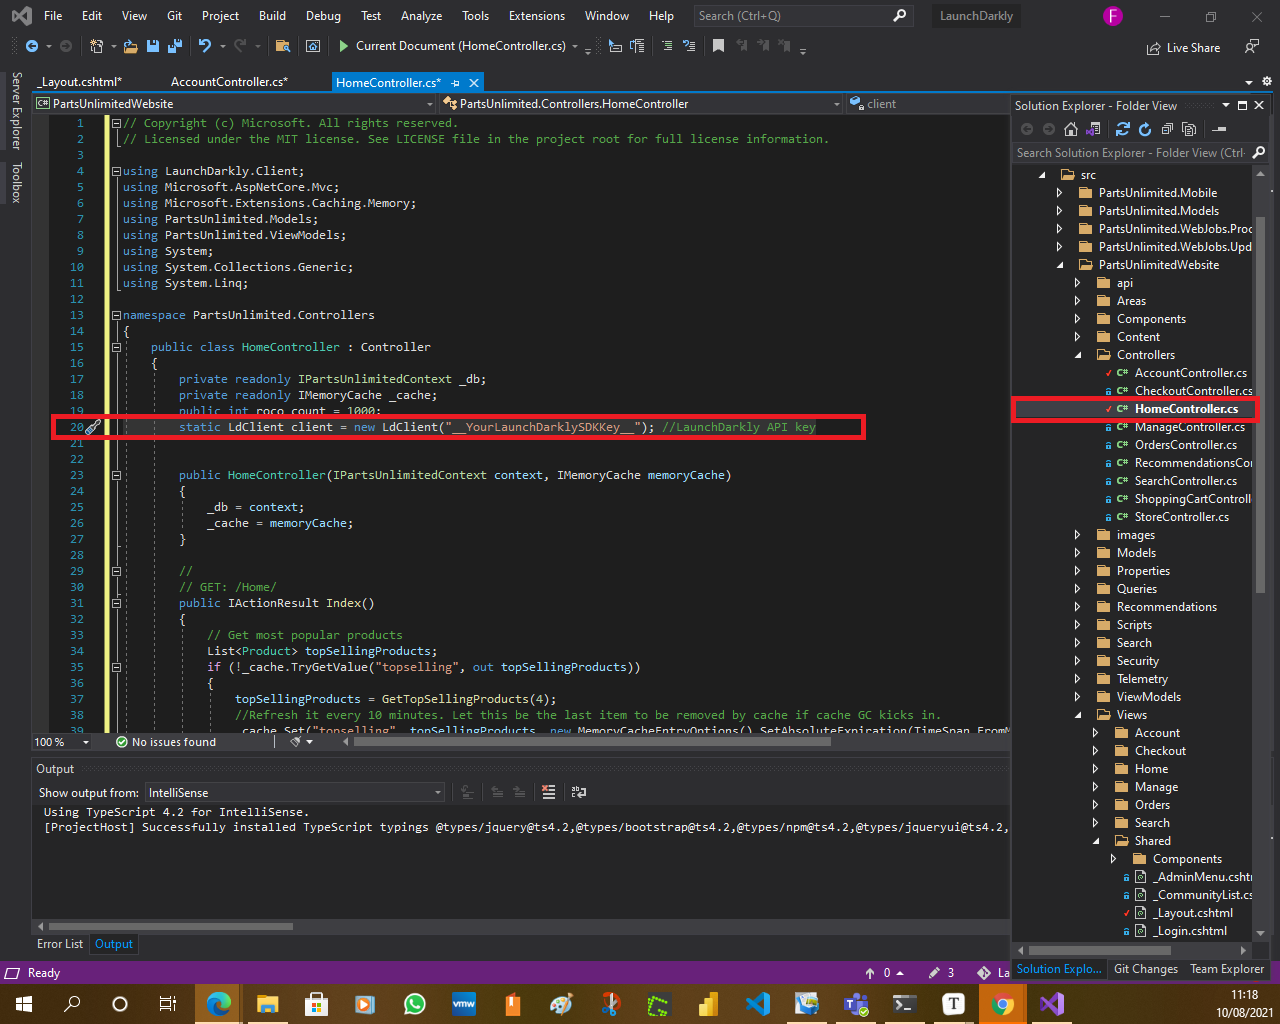 File Edit View Git Project Build Debug Test Analyze Tools Extensions Window Help Search (Ctrl+Q) LaunchDarkly F
Current Document (HomeController.cs) Live Share
_Layout.cshtml* AccountController.cs* HomeController.cs*
PartsUnlimitedWebsite PartsUnlimited.Controllers.HomeController client
Server Explorer
Toolbox
1 // Copyright (c) Microsoft. All rights reserved.
2 // Licensed under the MIT license. See LICENSE file in the project root for full license information.
3
4 using LaunchDarkly.Client;
5 using Microsoft.AspNetCore.Mvc;
6 using Microsoft.Extensions.Caching.Memory;
7 using PartsUnlimited.Models;
8 using PartsUnlimited.ViewModels;
9 using System;
10 using System.Collections.Generic;
11 using System.Linq;
12
13 namespace PartsUnlimited.Controllers
14 {
15 public class HomeController : Controller
16 {
17 private readonly IPartsUnlimitedContext _db;
18 private readonly IMemoryCache _cache;
19 public int roco_count = 1000;
20 static LdClient client = new LdClient("__YourLaunchDarklySDKKey__"); //LaunchDarkly API key
21
22
23 public HomeController(IPartsUnlimitedContext context, IMemoryCache memoryCache)
24 {
25 _db = context;
26 _cache = memoryCache;
27 }
28
29 //
30 // GET: /Home/
31 public IActionResult Index()
32 {
33 // Get most popular products
34 List<Product> topSellingProducts;
35 if (!_cache.TryGetValue("topselling", out topSellingProducts))
36 {
37 topSellingProducts = GetTopSellingProducts(4);
38 //Refresh it every 10 minutes. Let this be the last item to be removed by cache if cache GC kicks in.
39 _cache.Set("topselling", topSellingProducts, new MemoryCacheEntryOptions().SetAbsoluteExpiration(TimeSpan.FromM
100 % No issues found
Output
Show output from: IntelliSense
Using TypeScript 4.2 for IntelliSense.
[ProjectHost] Successfully installed TypeScript typings @types/jquery@ts4.2,@types/bootstrap@ts4.2,@types/npm@ts4.2,@types/jqueryui@ts4.2,
Error List Output
Solution Explorer - Folder View
Search Solution Explorer - Folder View (Ctrl-
src
PartsUnlimited.Mobile
PartsUnlimited.Models
PartsUnlimited.WebJobs.Proc
PartsUnlimited.WebJobs.Upd
PartsUnlimitedWebsite
api
Areas
Components
Content
Controllers
C# AccountController.cs
C# CheckoutController.cs
C# HomeController.cs
C# ManageController.cs
C# OrdersController.cs
C# RecommendationsCon
C# SearchController.cs
C# ShoppingCartControll
C# StoreController.cs
images
Models
Properties
Queries
Recommendations
Scripts
Search
Security
Telemetry
ViewModels
Views
Account
Checkout
Home
Manage
Orders
Search
Shared
Components
_AdminMenu.cshtm
_CommunityList.cs
_Layout.cshtml
_Login.cshtml
Solution Explo... Git Changes Team Explorer
Ready 0 3 La
vmw T
11:18
10/08/2021